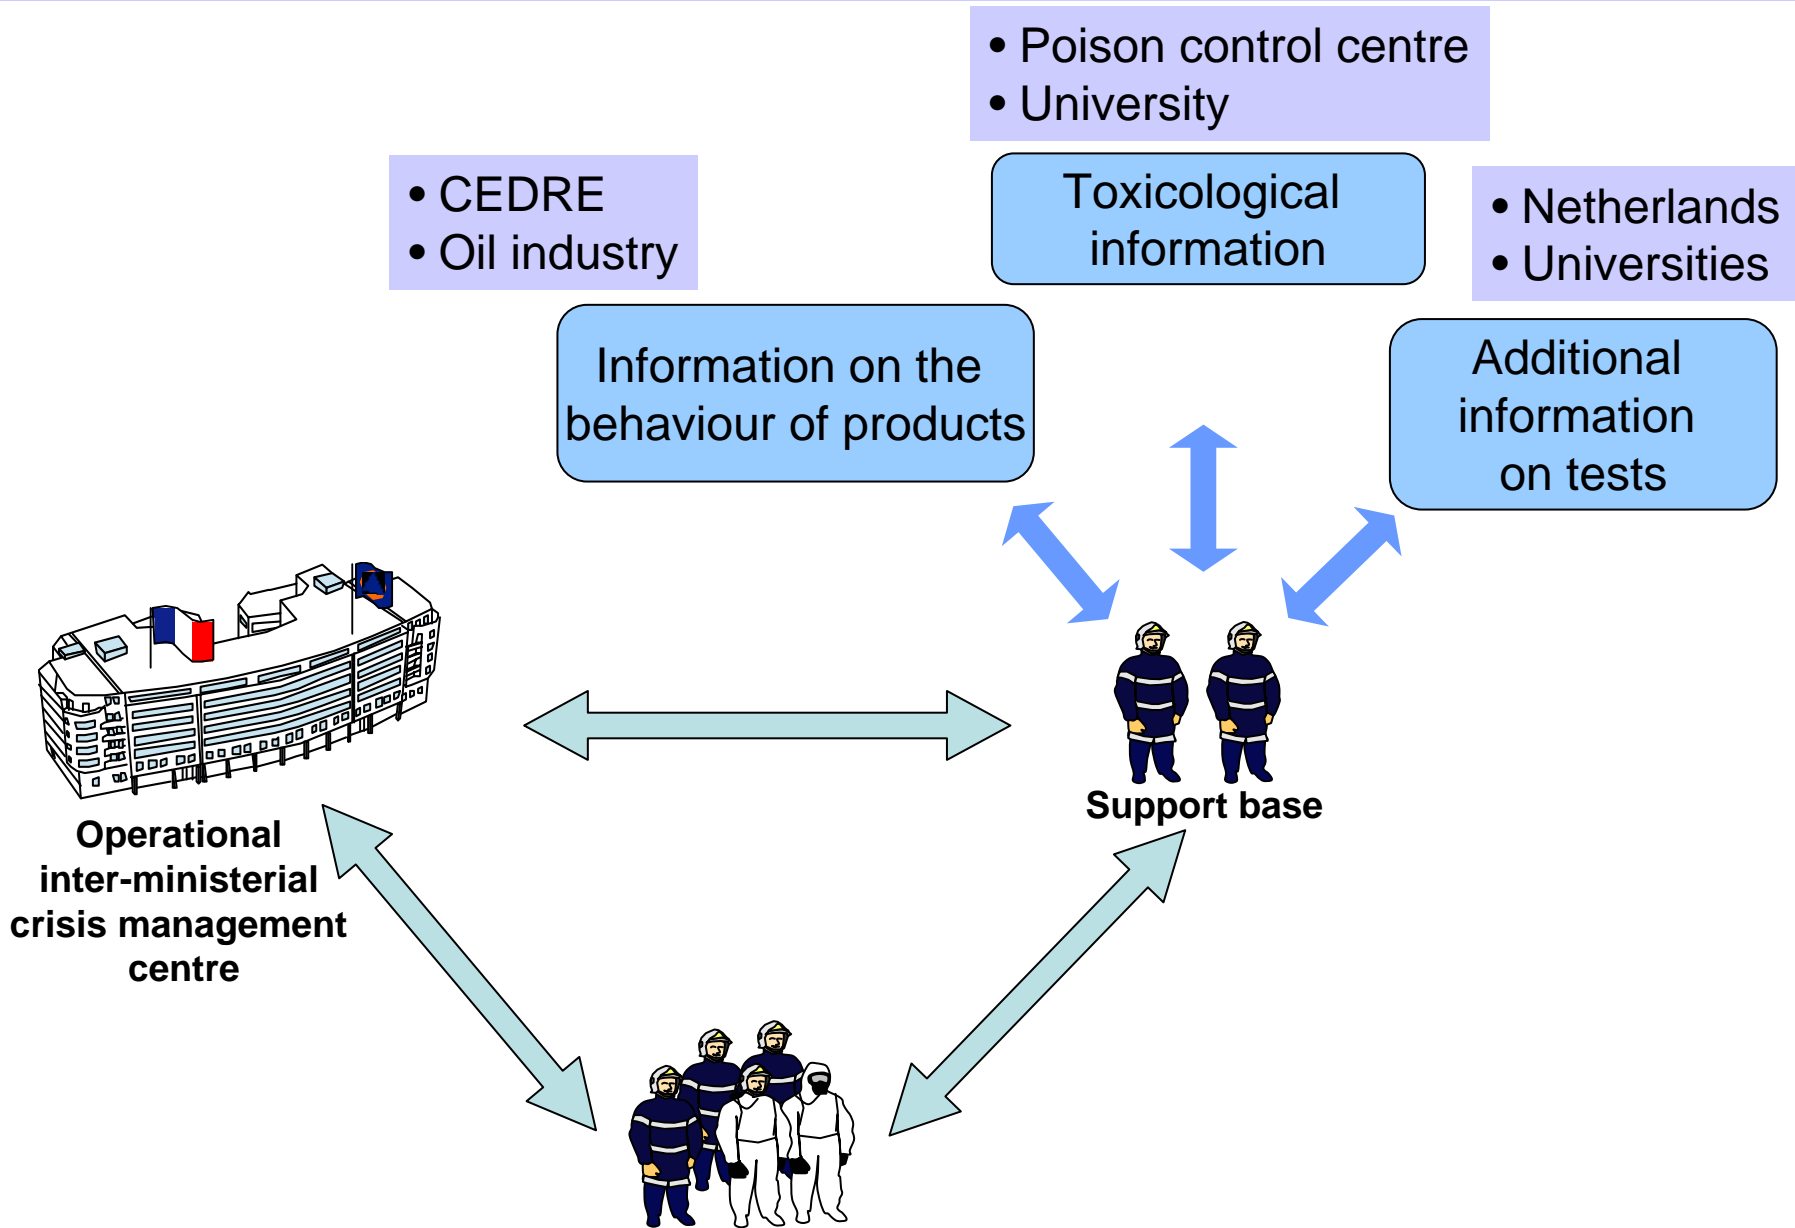 • Poison control centre
• University
• CEDRE
• Oil industry
Toxicological
information
• Netherlands
• Universities
Information on the
behaviour of products
Additional
information
on tests
Support base
Operational
inter-ministerial
crisis management
centre